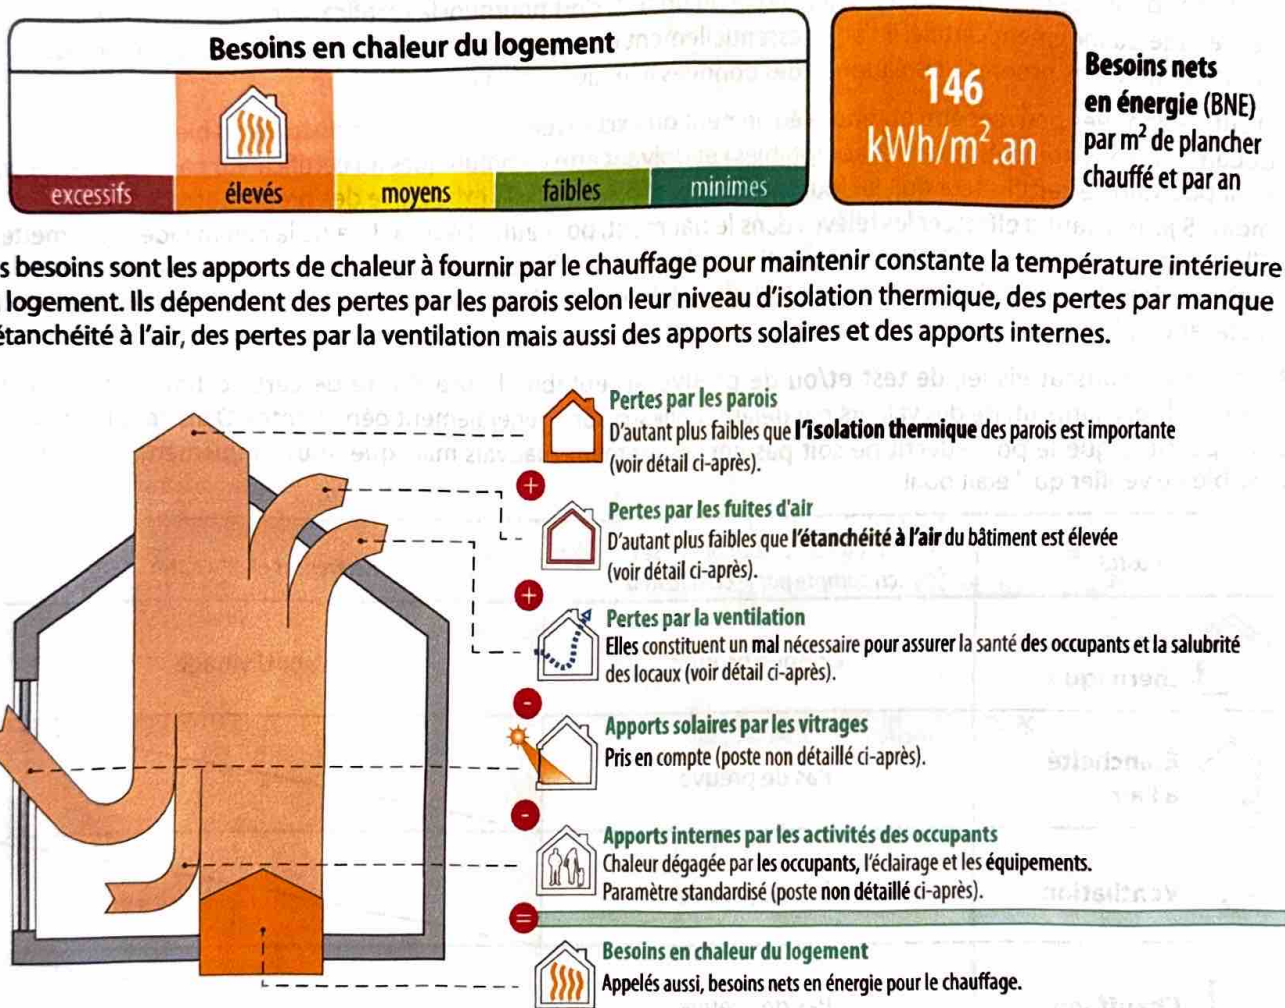 Besoins en chaleur du logement
excessifs
élevés
moyens
faibles
minimes
146
kWh/m².an
Besoins nets
en énergie (BNE)
par m² de plancher
chauffé et par an
s besoins sont les apports de chaleur à fournir par le chauffage pour maintenir constante la température intérieure
logement. Ils dépendent des pertes par les parois selon leur niveau d'isolation thermique, des pertes par manque
étanchéité à l'air, des pertes par la ventilation mais aussi des apports solaires et des apports internes.
Pertes par les parois
D'autant plus faibles que l'isolation thermique des parois est importante
(voir détail ci-après).
+
Pertes par les fuites d'air
D'autant plus faibles que l'étanchéité à l'air du bâtiment est élevée
(voir détail ci-après).
+
Pertes par la ventilation
Elles constituent un mal nécessaire pour assurer la santé des occupants et la salubrité
des locaux (voir détail ci-après).
-
Apports solaires par les vitrages
Pris en compte (poste non détaillé ci-après).
-
Apports internes par les activités des occupants
Chaleur dégagée par les occupants, l'éclairage et les équipements.
Paramètre standardisé (poste non détaillé ci-après).
=
Besoins en chaleur du logement
Appelés aussi, besoins nets en énergie pour le chauffage.